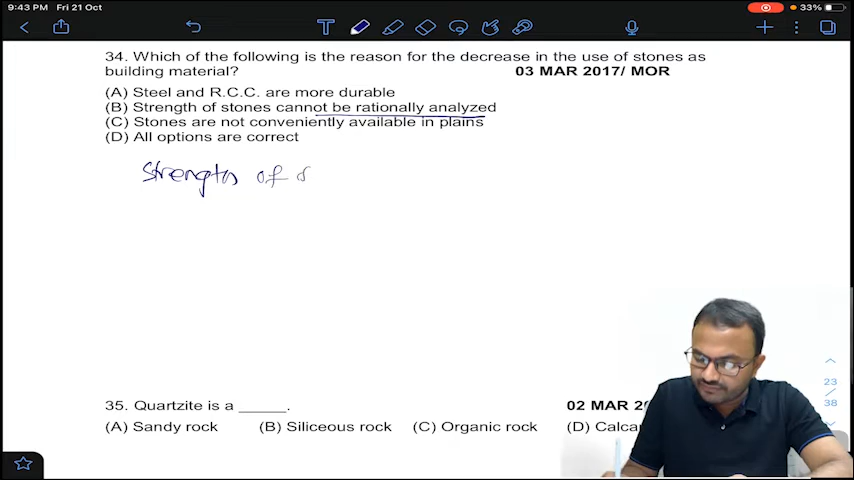 9:43 PM Fri 21 Oct
33%
34. Which of the following is the reason for the decrease in the use of stones as
building material? 03 MAR 2017/ MOR
(A) Steel and R.C.C. are more durable
(B) Strength of stones cannot be rationally analyzed
(C) Stones are not conveniently available in plains
(D) All options are correct
Strength of s
35. Quartzite is a _____. 02 MAR
(A) Sandy rock (B) Siliceous rock (C) Organic rock (D) Calca
23
/
38